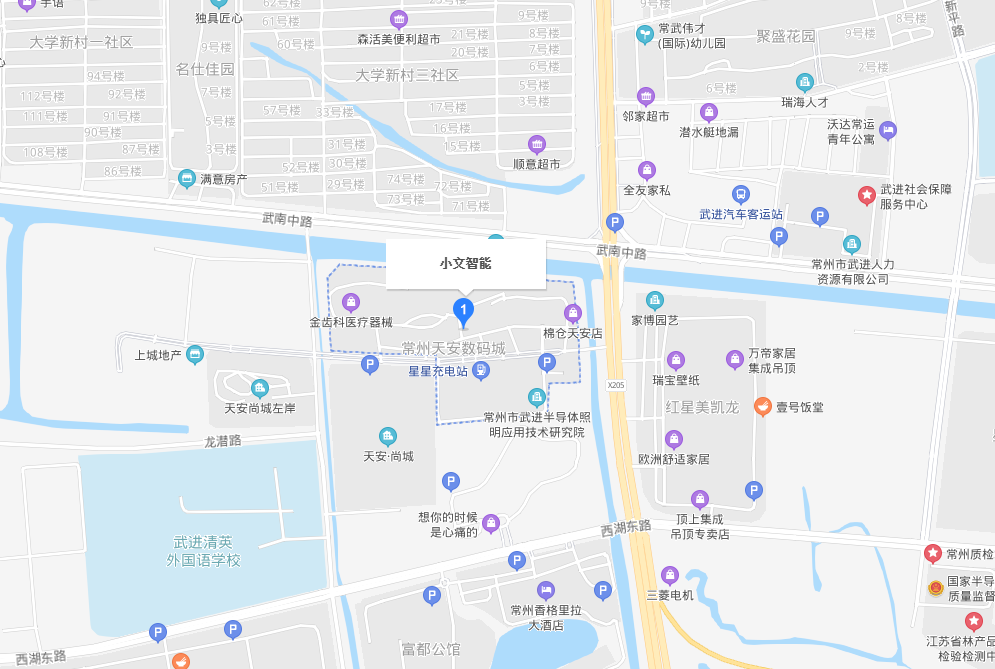 学语
独具匠心
62号楼
61号楼
60号楼
大学新村一社区
9号楼
名仕佳园
7号楼
5号楼
3号楼
94号楼
112号楼
92号楼
111号楼
91号楼
90号楼
108号楼
87号楼
86号楼
满意房产
森活美便利超市
21号楼
20号楼
大学新村三社区
9号楼
8号楼
7号楼
6号楼
5号楼
3号楼
57号楼
33号楼
17号楼
16号楼
15号楼
31号楼
30号楼
29号楼
52号楼
51号楼
74号楼
73号楼
72号楼
71号楼
顺意超市
9号楼
常武伟才
(国际)幼儿园
聚盛花园
9号楼
8号楼
2号楼
6号楼
新平路
瑞海人才
邻家超市
潜水艇地漏
沃达常运
青年公寓
全友家私
武进汽车客运站
P
P
P
武进社会保障
服务中心
常州市武进人力
资源有限公司
武南中路
武南中路
小文智能
1
金齿科医疗器械
棉仓天安店
常州天安数码城
上城地产
P
星星充电站
P
常州市武进半导体照
明应用技术研究院
天安尚城左岸
龙潜路
天安·尚城
X205
家博园艺
瑞宝壁纸
万帝家居
集成吊顶
红星美凯龙
壹号饭堂
欧洲舒适家居
P
顶上集成
吊顶专卖店
P
想你的时候
是心痛的
西湖东路
武进清英
外国语学校
P
P
P
P
P
常州香格里拉
大酒店
三菱电机
富都公馆
西湖东路
常州质检
国家半导
质量监督
江苏省林产品
检验检测中